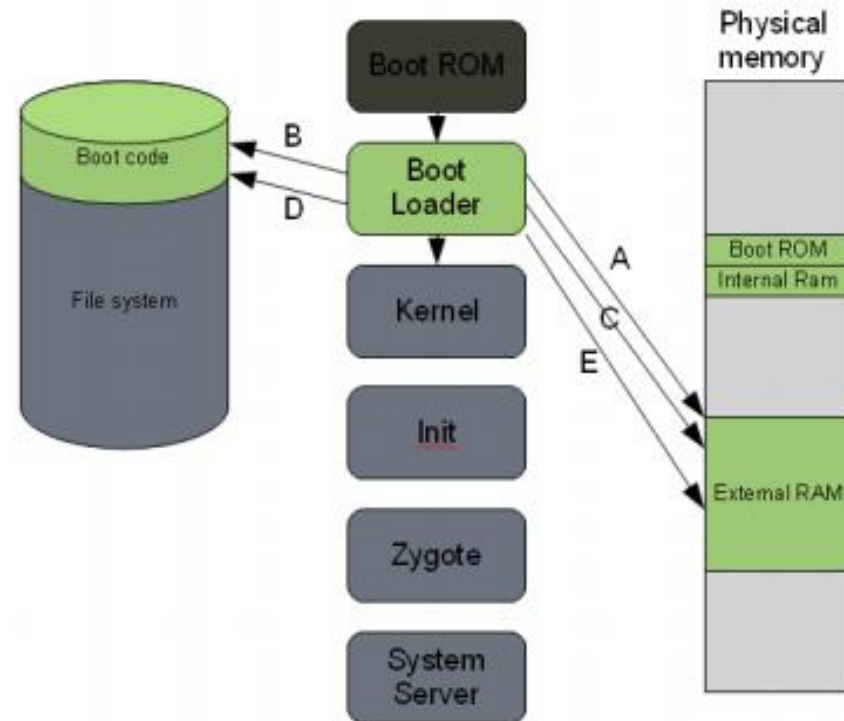 Physical
memory
Boot ROM
B
Boot code
Boot
Loader
D
A
Boot ROM
Internal Ram
File system
Kernel
C
E
Init
External RAM
Zygote
System
Server